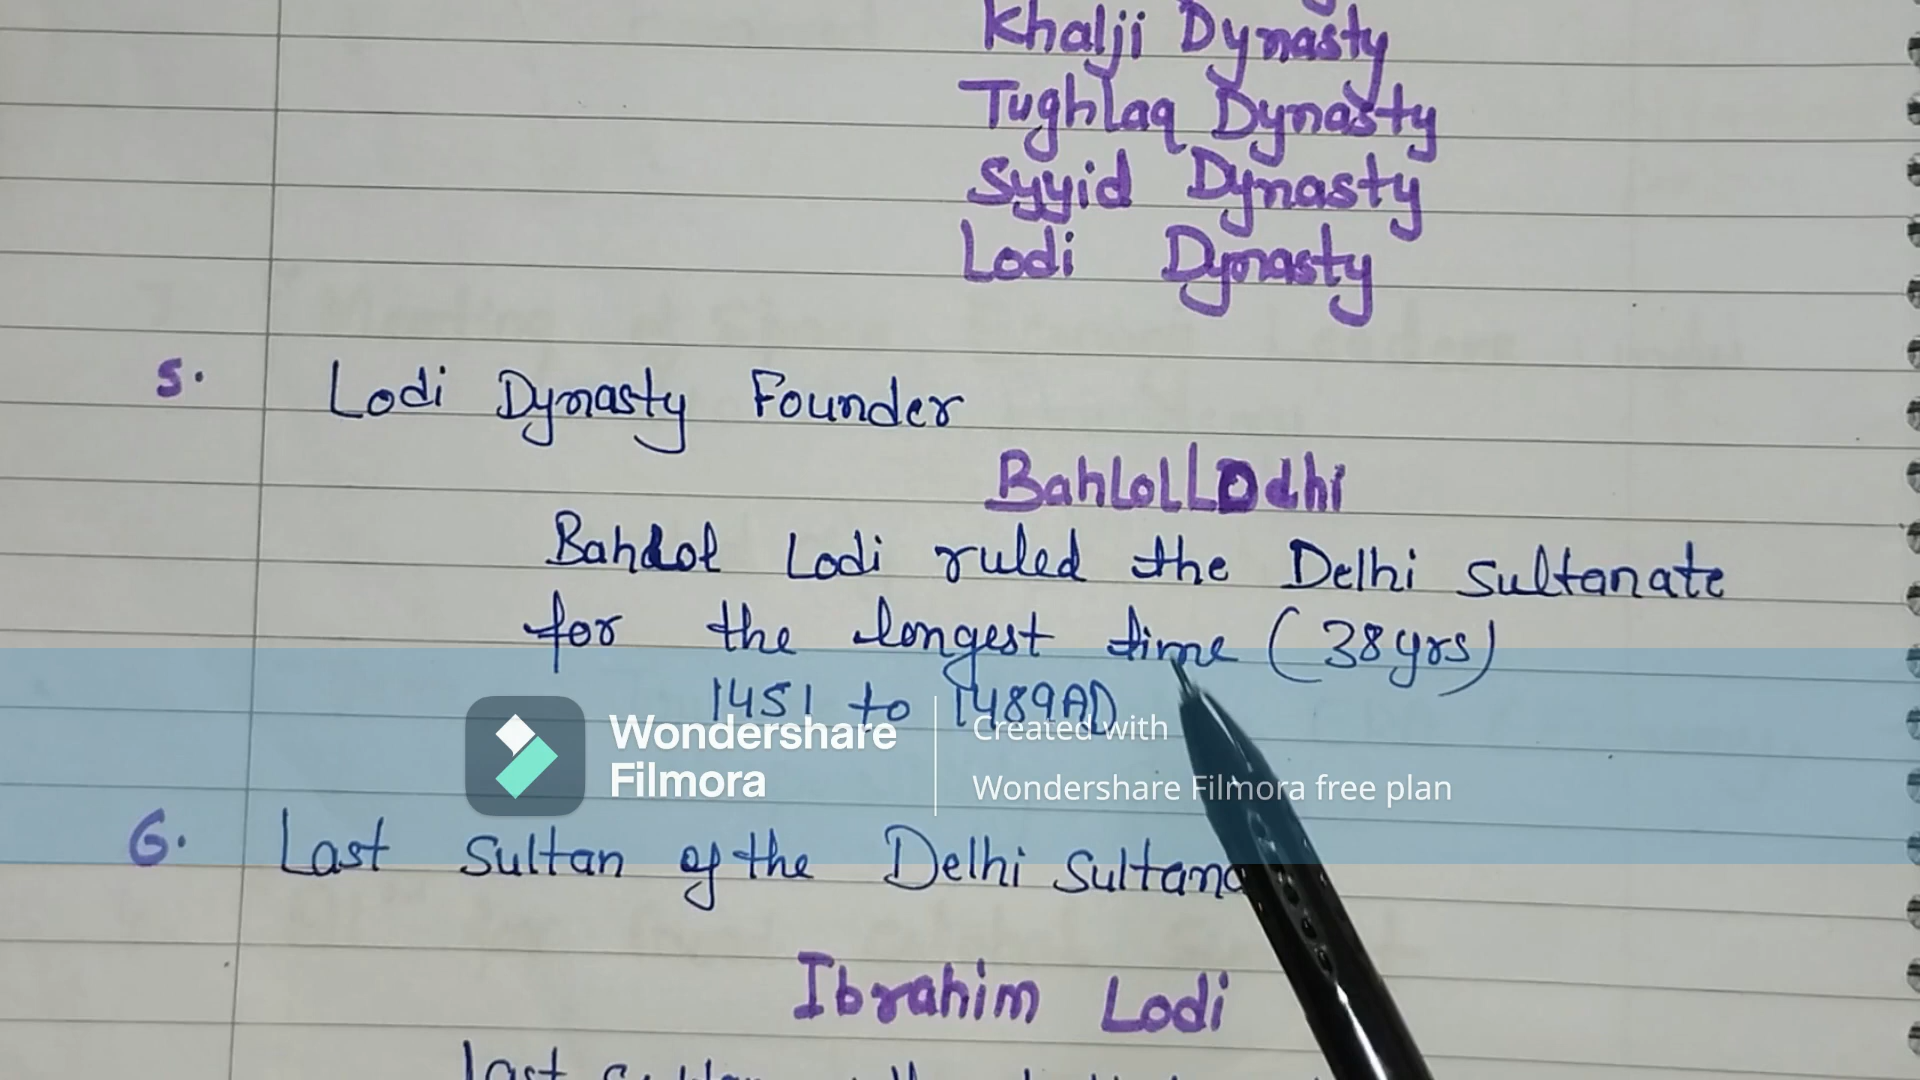 Khalji Dynasty
Tughlaq Dynasty
Syyid Dynasty
Lodi Dynasty
5. Lodi Dynasty Founder
BahLolLodhi
Bahlol Lodi ruled the Delhi Sultanate
for the longest time (38yrs)
1451 to 1489AD
Wondershare
Filmora
Created with
Wondershare Filmora free plan
6. Last Sultan of the Delhi Sultana
Ibrahim Lodi
last